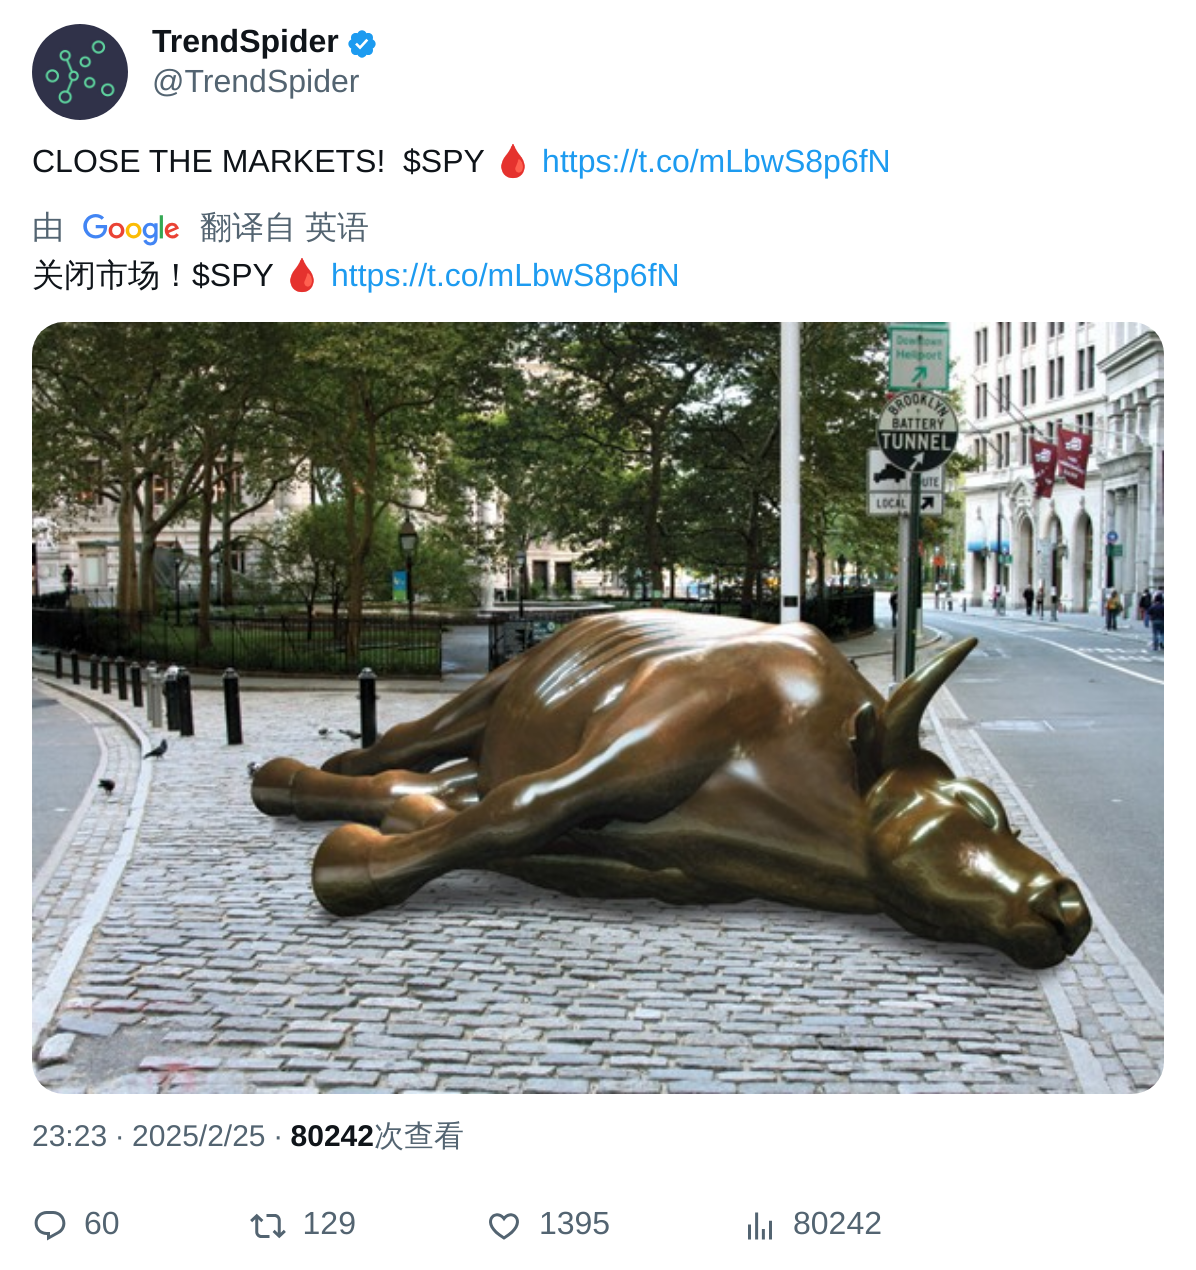 TrendSpider
@TrendSpider
CLOSE THE MARKETS! $SPY 🩸 https://t.co/mLbwS8p6fN
由 Google 翻译自 英语
关闭市场！$SPY 🩸 https://t.co/mLbwS8p6fN
Downtown
Heliport
BROOKLYN
BATTERY
TUNNEL
LOCAL
23:23 · 2025/2/25 · 80242次查看
60 129 1395 80242